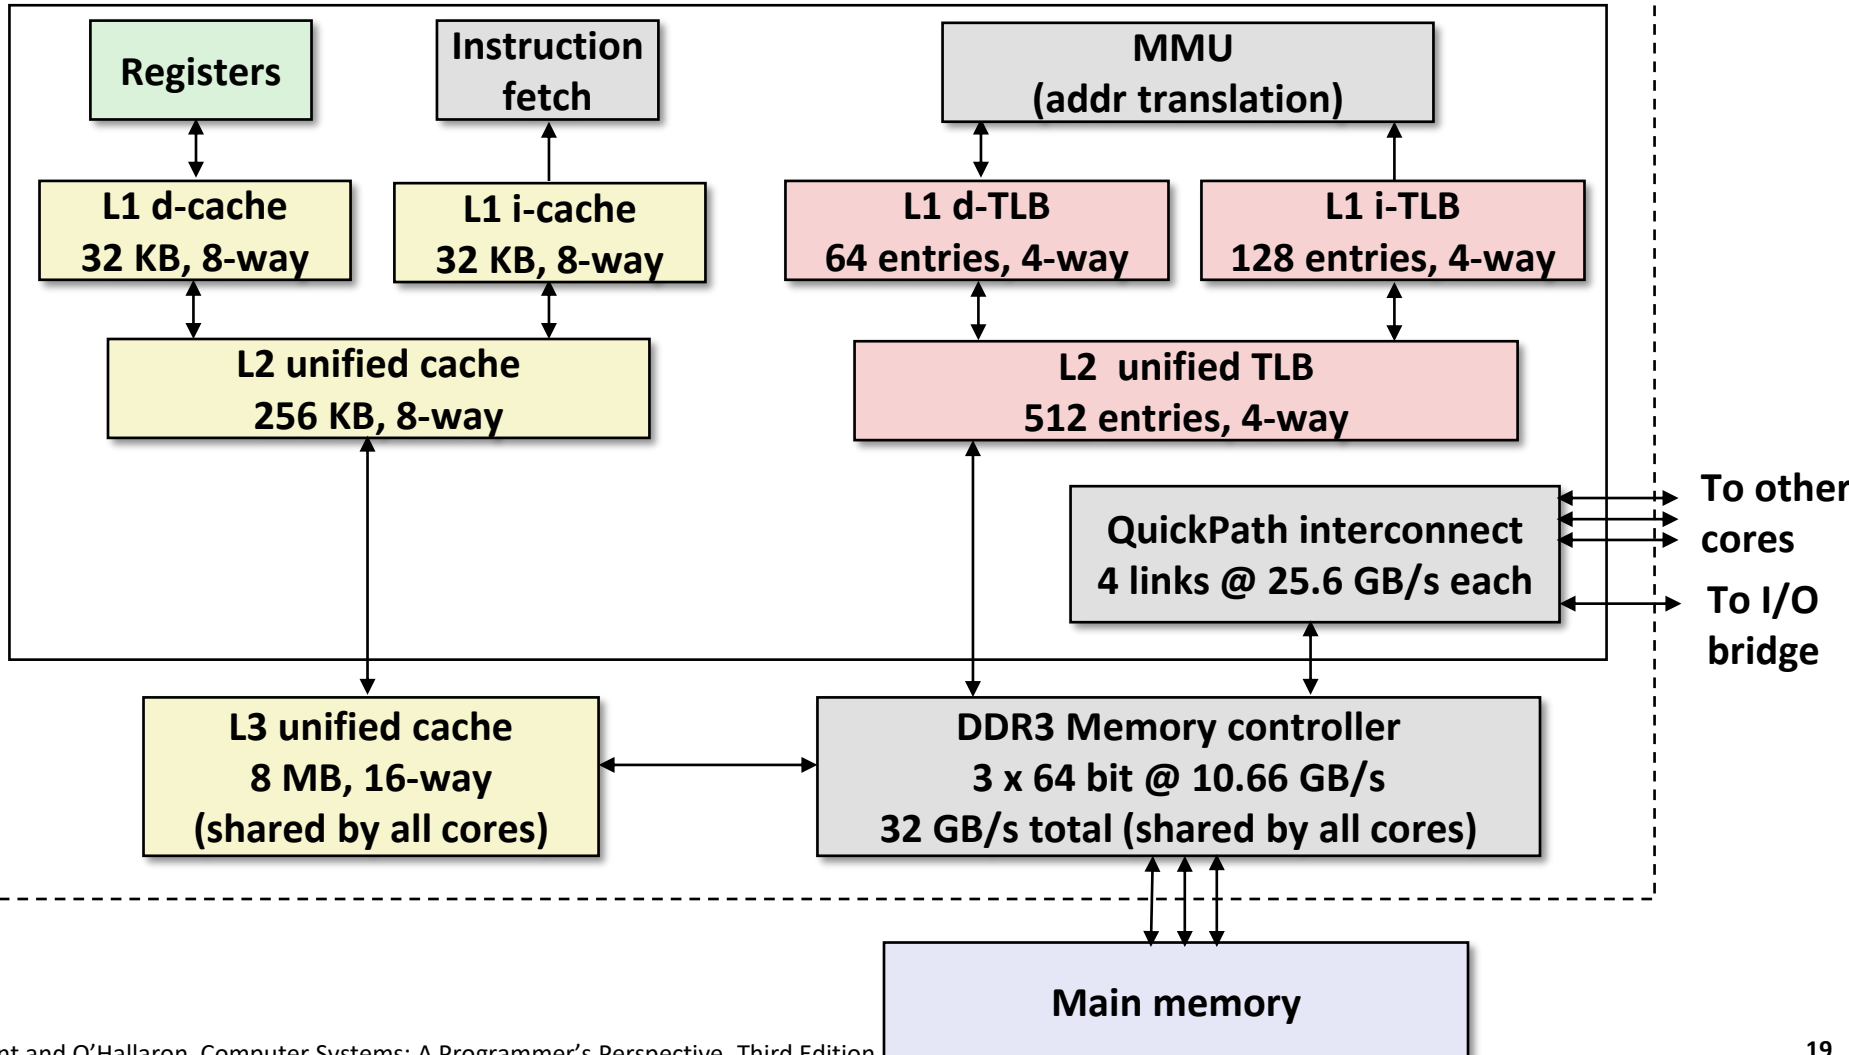 Registers
Instruction
fetch
MMU
(addr translation)
L1 d-cache
32 KB, 8-way
L1 i-cache
32 KB, 8-way
L1 d-TLB
64 entries, 4-way
L1 i-TLB
128 entries, 4-way
L2 unified cache
256 KB, 8-way
L2  unified TLB
512 entries, 4-way
QuickPath interconnect
4 links @ 25.6 GB/s each
To other
cores
To I/O
bridge
L3 unified cache
8 MB, 16-way
(shared by all cores)
DDR3 Memory controller
3 x 64 bit @ 10.66 GB/s
32 GB/s total (shared by all cores)
Main memory
and O'Hallaron, Computer Systems: A Programmer's Perspective, Third Edition
19